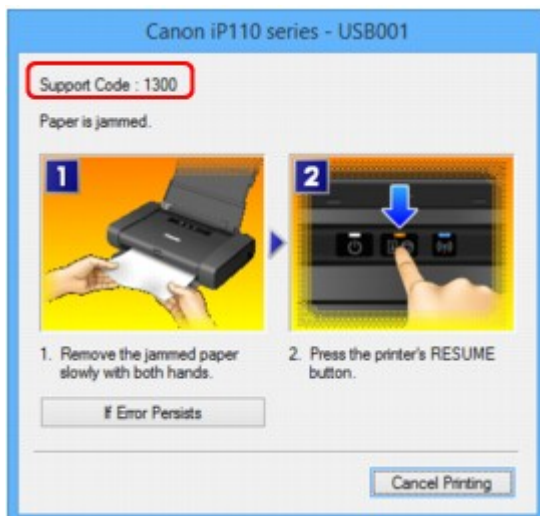 Canon iP110 series - USB001
Support Code : 1300
Paper is jammed.
1
2
1. Remove the jammed paper
slowly with both hands.
2. Press the printer's RESUME
button.
If Error Persists
Cancel Printing